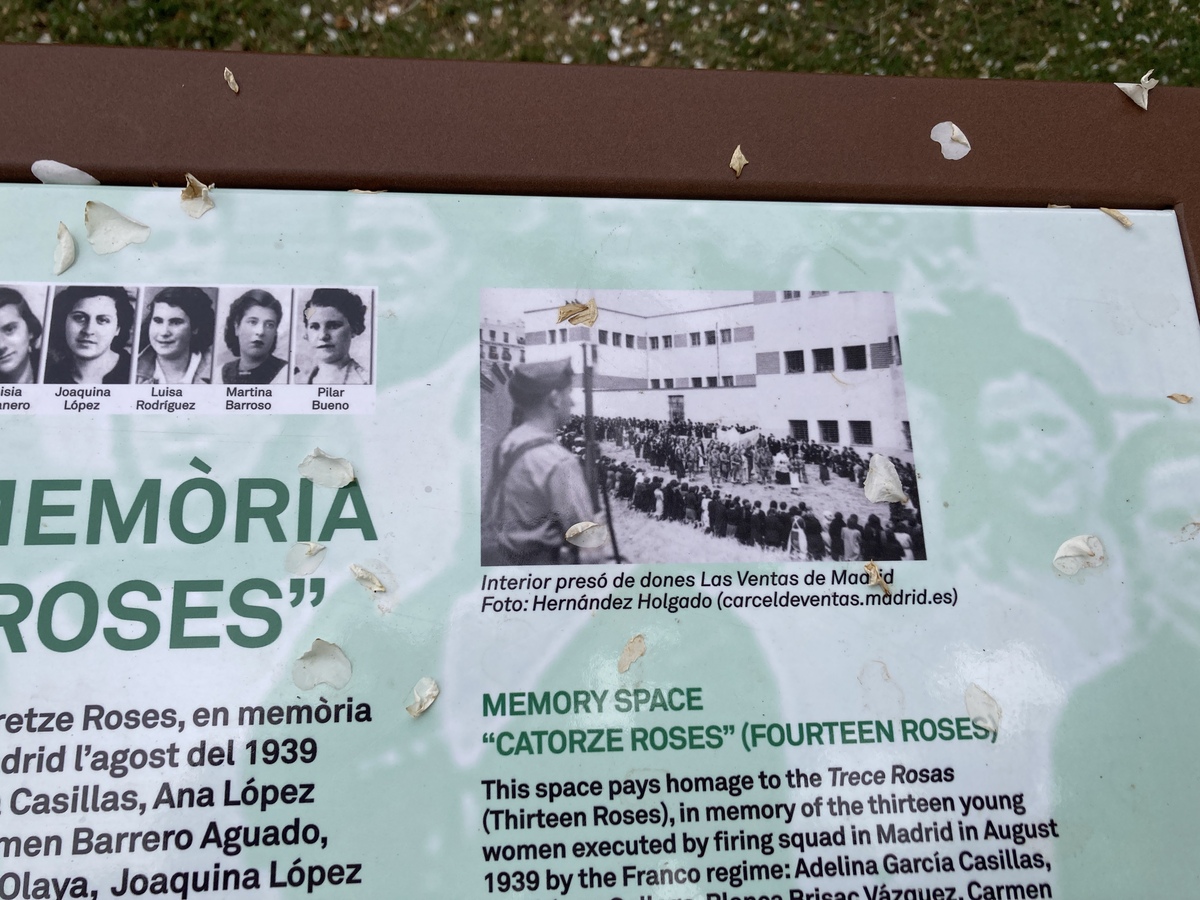 Joaquina
López
Luisa
Rodríguez
Martina
Barroso
Pilar
Bueno
MEMÒRIA
ROSES”
Roses, en memòria
l’agost del 1939
Casillas, Ana López
Barrero Aguado,
Olaya, Joaquina López
Interior presó de dones Las Ventas de Madrid
Foto: Hernández Holgado (carceldeventas.madrid.es)
MEMORY SPACE
“CATORZE ROSES” (FOURTEEN ROSES)
This space pays homage to the Trece Rosas
(Thirteen Roses), in memory of the thirteen young
women executed by firing squad in Madrid in August
1939 by the Franco regime: Adelina García Casillas,
Brisac Vázquez, Carmen